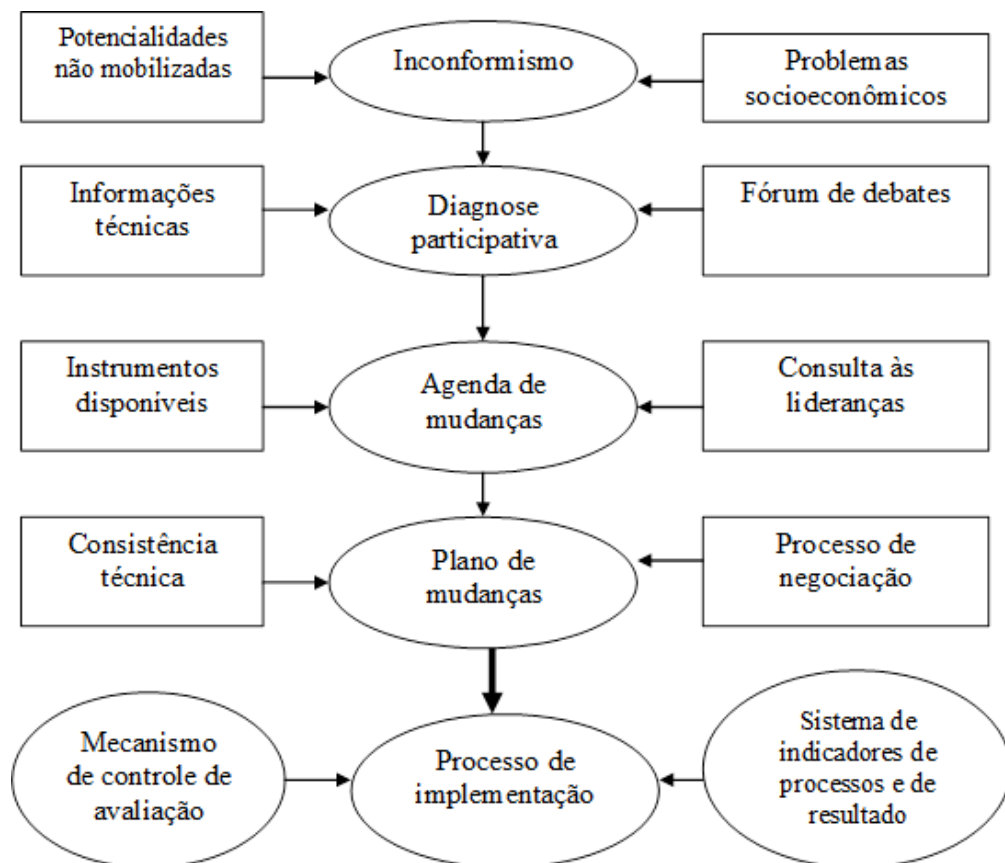 Potencialidades
não mobilizadas
Inconformismo
Problemas
socioeconômicos
Informações
técnicas
Diagnose
participativa
Fórum de debates
Instrumentos
disponíveis
Agenda de
mudanças
Consulta às
lideranças
Consistência
técnica
Plano de
mudanças
Processo de
negociação
Mecanismo
de controle de
avaliação
Processo de
implementação
Sistema de
indicadores de
processos e de
resultado